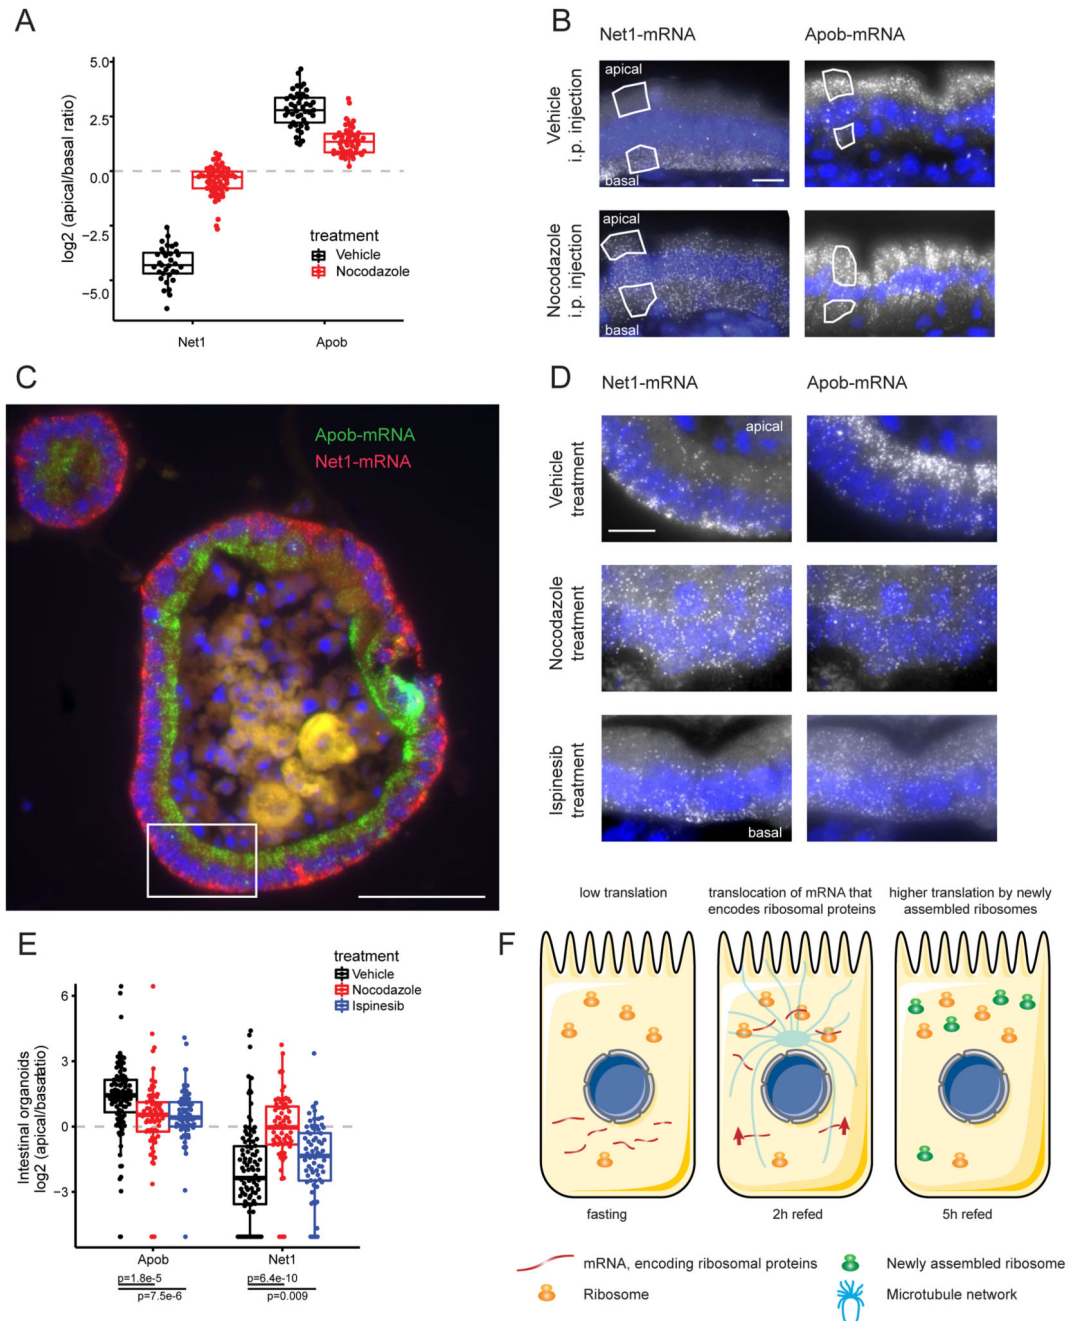 A
log2 (apical/basal ratio)
5.0
2.5
0.0
−2.5
−5.0
treatment
Vehicle
Nocodazole
Net1
Apob
B
Net1-mRNA
Apob-mRNA
Vehicle
i.p. injection
apical
basal
Nocodazole
i.p. injection
apical
basal
C
Apob-mRNA
Net1-mRNA
D
Net1-mRNA
Apob-mRNA
Vehicle
treatment
apical
Nocodazole
treatment
Ispinesib
treatment
basal
E
Intestinal organoids
log2 (apical/basalratio)
6
3
0
−3
treatment
Vehicle
Nocodazole
Ispinesib
Apob
Net1
p=1.8e-5
p=7.5e-6
p=6.4e-10
p=0.009
F
low translation
translocation of mRNA that
encodes ribosomal proteins
higher translation by newly
assembled ribosomes
fasting
2h refed
5h refed
mRNA, encoding ribosomal proteins
Ribosome
Newly assembled ribosome
Microtubule network